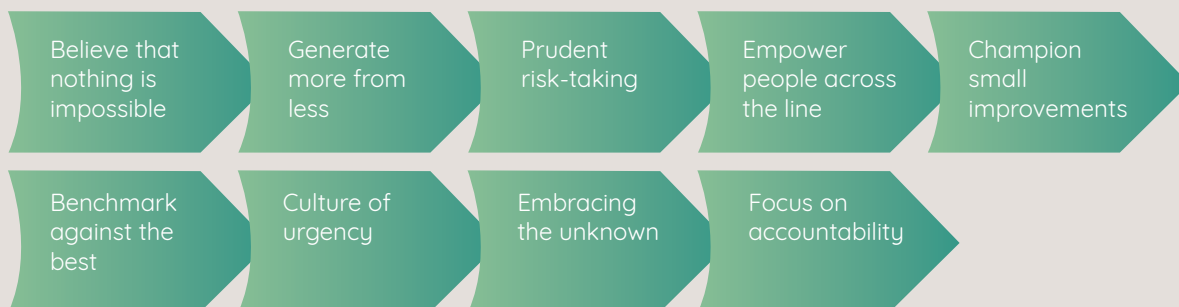 Believe that
nothing is
impossible
Generate
more from
less
Prudent
risk-taking
Empower
people across
the line
Champion
small
improvements
Benchmark
against the
best
Culture of
urgency
Embracing
the unknown
Focus on
accountability